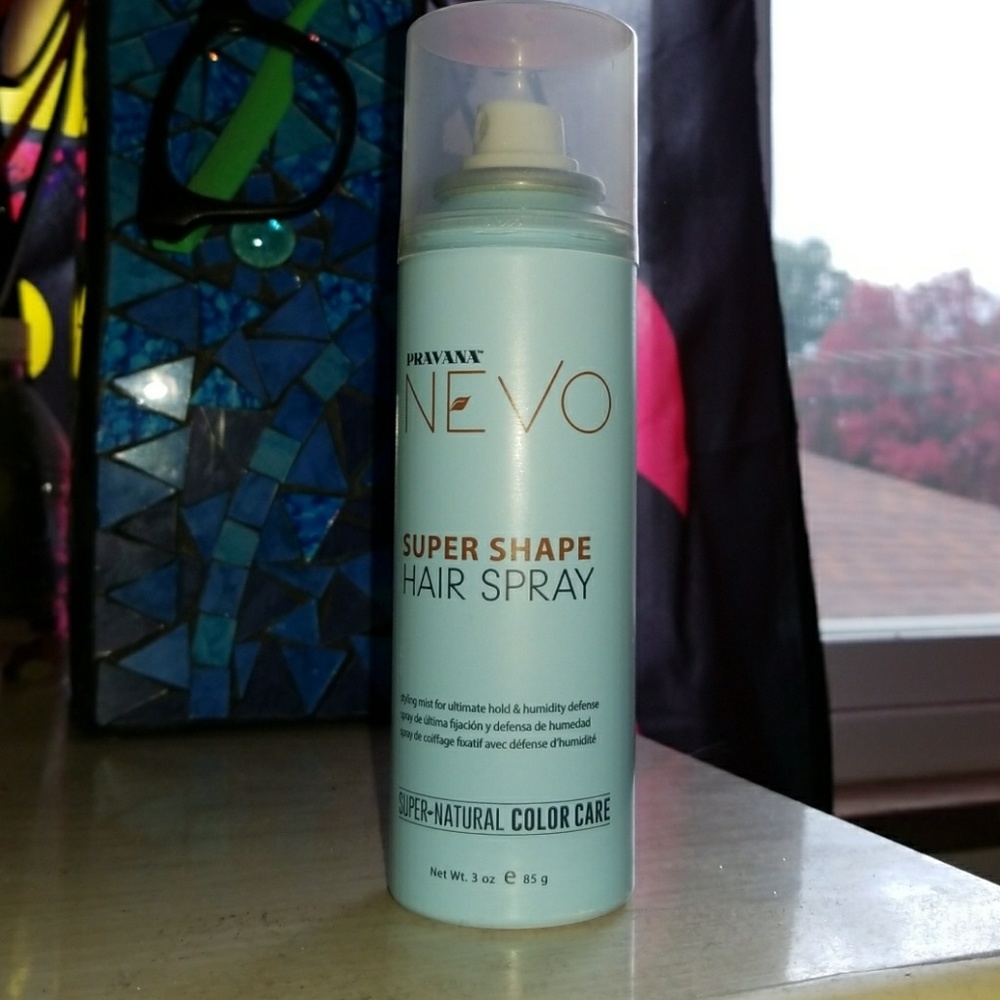 PRAVANA™
NEVO
SUPER SHAPE
HAIR SPRAY
styling mist for ultimate hold & humidity defense
spray de última fijación y defensa de humedad
spray de coiffage fixatif avec défense d'humidité
SUPER-NATURAL COLOR CARE
Net Wt. 3 oz e 85 g